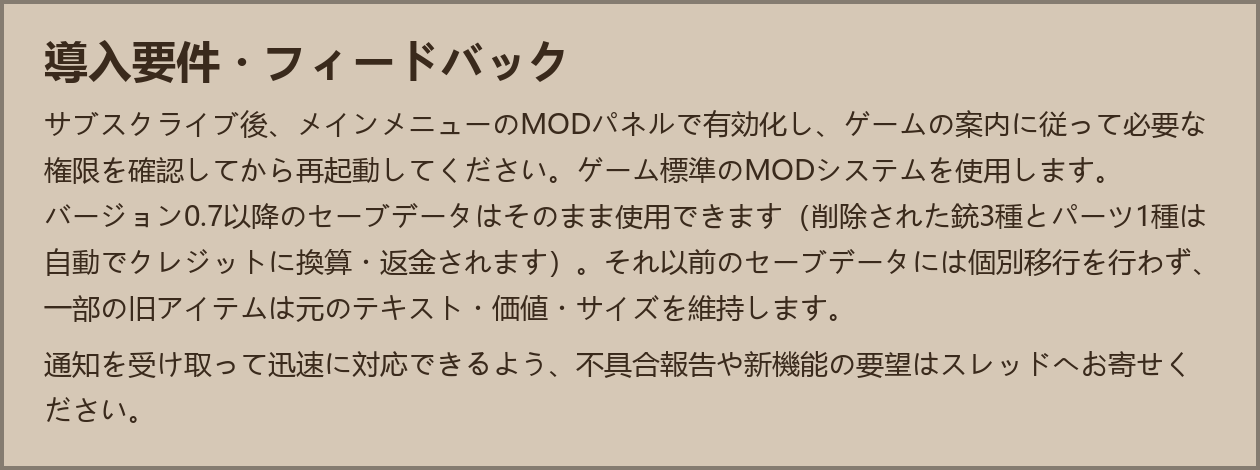 導入要件・フィードバック
サブスクライブ後、メインメニューのMODパネルで有効化し、ゲームの案内に従って必要な
権限を確認してから再起動してください。ゲーム標準のMODシステムを使用します。
バージョン0.7以降のセーブデータはそのまま使用できます（削除された銃3種とパーツ1種は
自動でクレジットに換算・返金されます）。それ以前のセーブデータには個別移行を行わず、
一部の旧アイテムは元のテキスト・価値・サイズを維持します。
通知を受け取って迅速に対応できるよう、不具合報告や新機能の要望はスレッドへお寄せく
ださい。